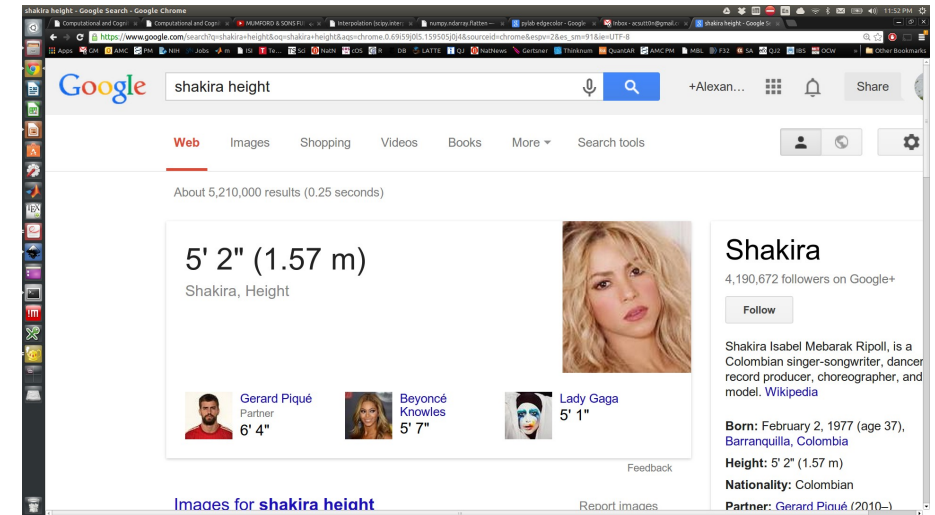 shakira height - Google Search - Google Chrome
11:52 PM
Computational and Cogni
Computational and Cogni
MUMFORD & SONS FU
Interpolation (scipy.inter
numpy.ndarray.flatten —
pylab edgecolor - Google
Inbox - acsutt0n@gmail.c
shakira height - Google Se
https://www.google.com/search?q=shakira+height&oq=shakira+height&aqs=chrome.0.69i59j0l5.15950 5j0j4&sourceid=chrome&espv=2&es_sm=91&ie=UTF-8
Apps GM AMC PM NIH Jobs m ISI Te... Sci NatN cOS R DB LATTE QJ NatNews Gertsner Thinknum QuantAR AMC PM MBL F32 SA QJ2 IBS OCW » Other Bookmarks
Google
shakira height
+Alexan...
Share
Web Images Shopping Videos Books More Search tools
About 5,210,000 results (0.25 seconds)
5' 2" (1.57 m)
Shakira, Height
Gerard Piqué
Partner
6' 4"
Beyoncé
Knowles
5' 7"
Lady Gaga
5' 1"
Feedback
Images for shakira height
Report images
Shakira
4,190,672 followers on Google+
Follow
Shakira Isabel Mebarak Ripoll, is a
Colombian singer-songwriter, dancer
record producer, choreographer, and
model. Wikipedia
Born: February 2, 1977 (age 37),
Barranquilla, Colombia
Height: 5' 2" (1.57 m)
Nationality: Colombian
Partner: Gerard Piqué (2010–)